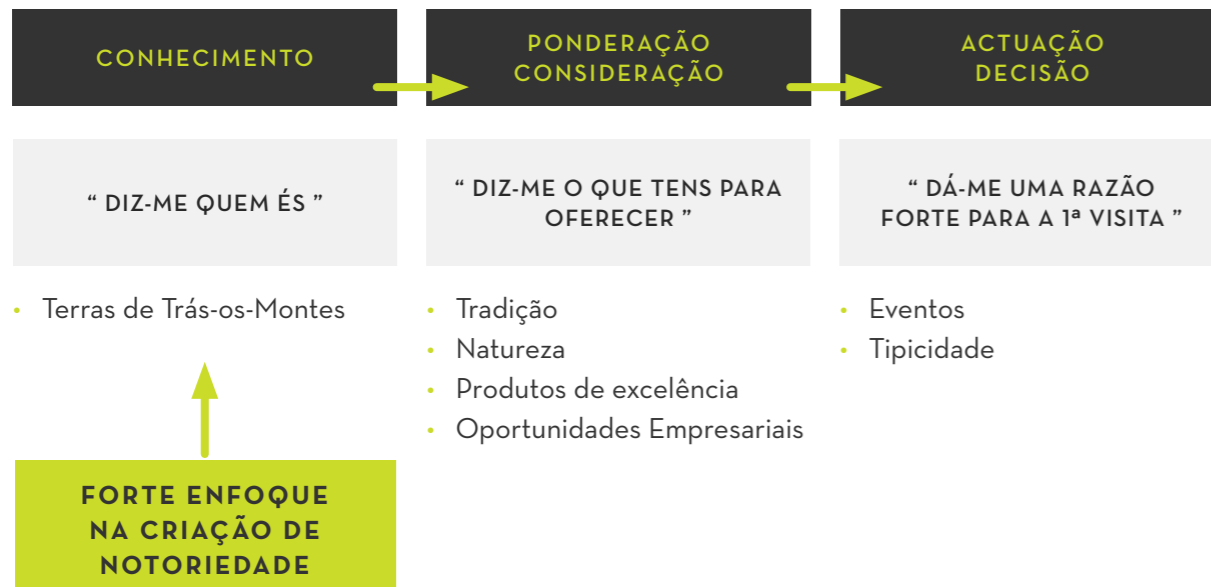 CONHECIMENTO
PONDERAÇÃO
CONSIDERAÇÃO
ACTUAÇÃO
DECISÃO
“ DIZ-ME QUEM ÉS ”
“ DIZ-ME O QUE TENS PARA
OFERECER ”
“ DÁ-ME UMA RAZÃO
FORTE PARA A 1ª VISITA ”
• Terras de Trás-os-Montes
• Tradição
• Natureza
• Produtos de excelência
• Oportunidades Empresariais
• Eventos
• Tipicidade
FORTE ENFOQUE
NA CRIAÇÃO DE
NOTORIEDADE